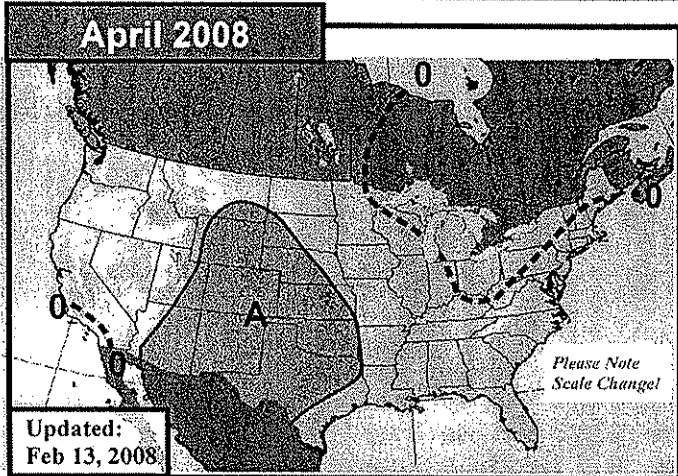 April 2008
0
0
0
0
A
Please Note
Scale Change!
Updated:
Feb 13, 2008